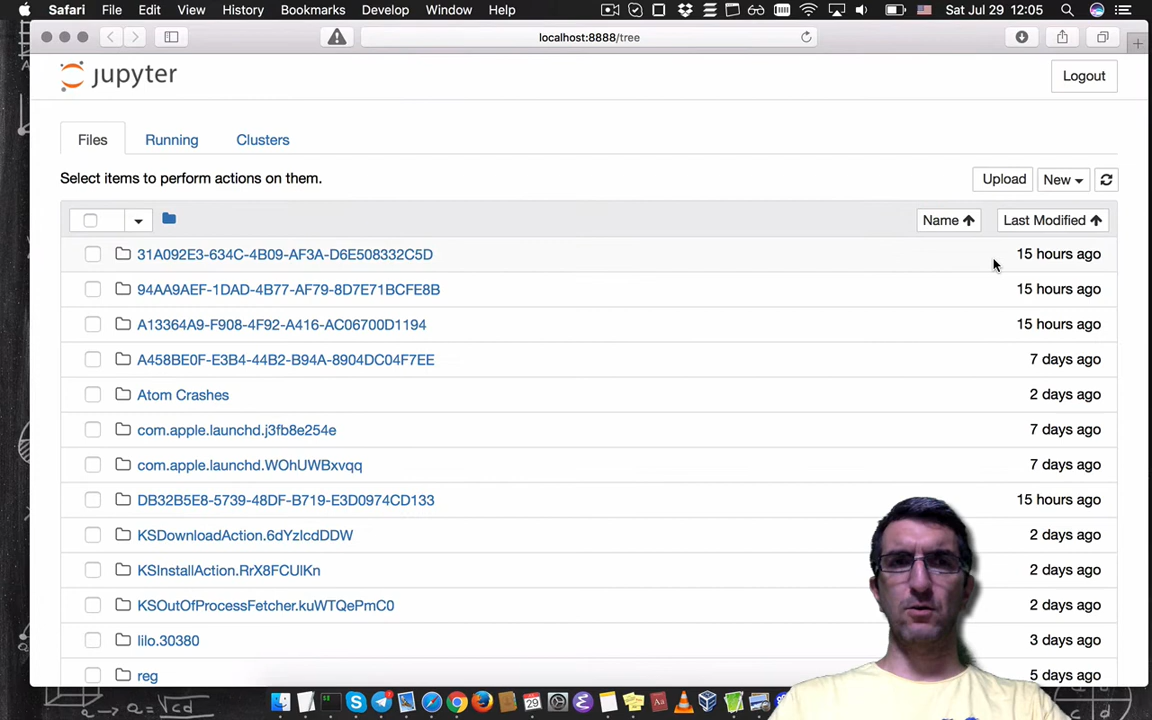 Safari File Edit View History Bookmarks Develop Window Help Sat Jul 29 12:05
localhost:8888/tree
jupyter Logout
Files Running Clusters
Select items to perform actions on them. Upload New
Name Last Modified
31A092E3-634C-4B09-AF3A-D6E508332C5D 15 hours ago
94AA9AEF-1DAD-4B77-AF79-8D7E71BCFE8B 15 hours ago
A13364A9-F908-4F92-A416-AC06700D1194 15 hours ago
A458BE0F-E3B4-44B2-B94A-8904DC04F7EE 7 days ago
Atom Crashes 2 days ago
com.apple.launchd.j3fb8e254e 7 days ago
com.apple.launchd.WOhUWBxvqq 7 days ago
DB32B5E8-5739-48DF-B719-E3D0974CD133 15 hours ago
KSDownloadAction.6dYzlcdDDW 2 days ago
KSInstallAction.RrX8FCUlKn 2 days ago
KSOutOfProcessFetcher.kuWTQePmC0 2 days ago
lilo.30380 3 days ago
reg 5 days ago